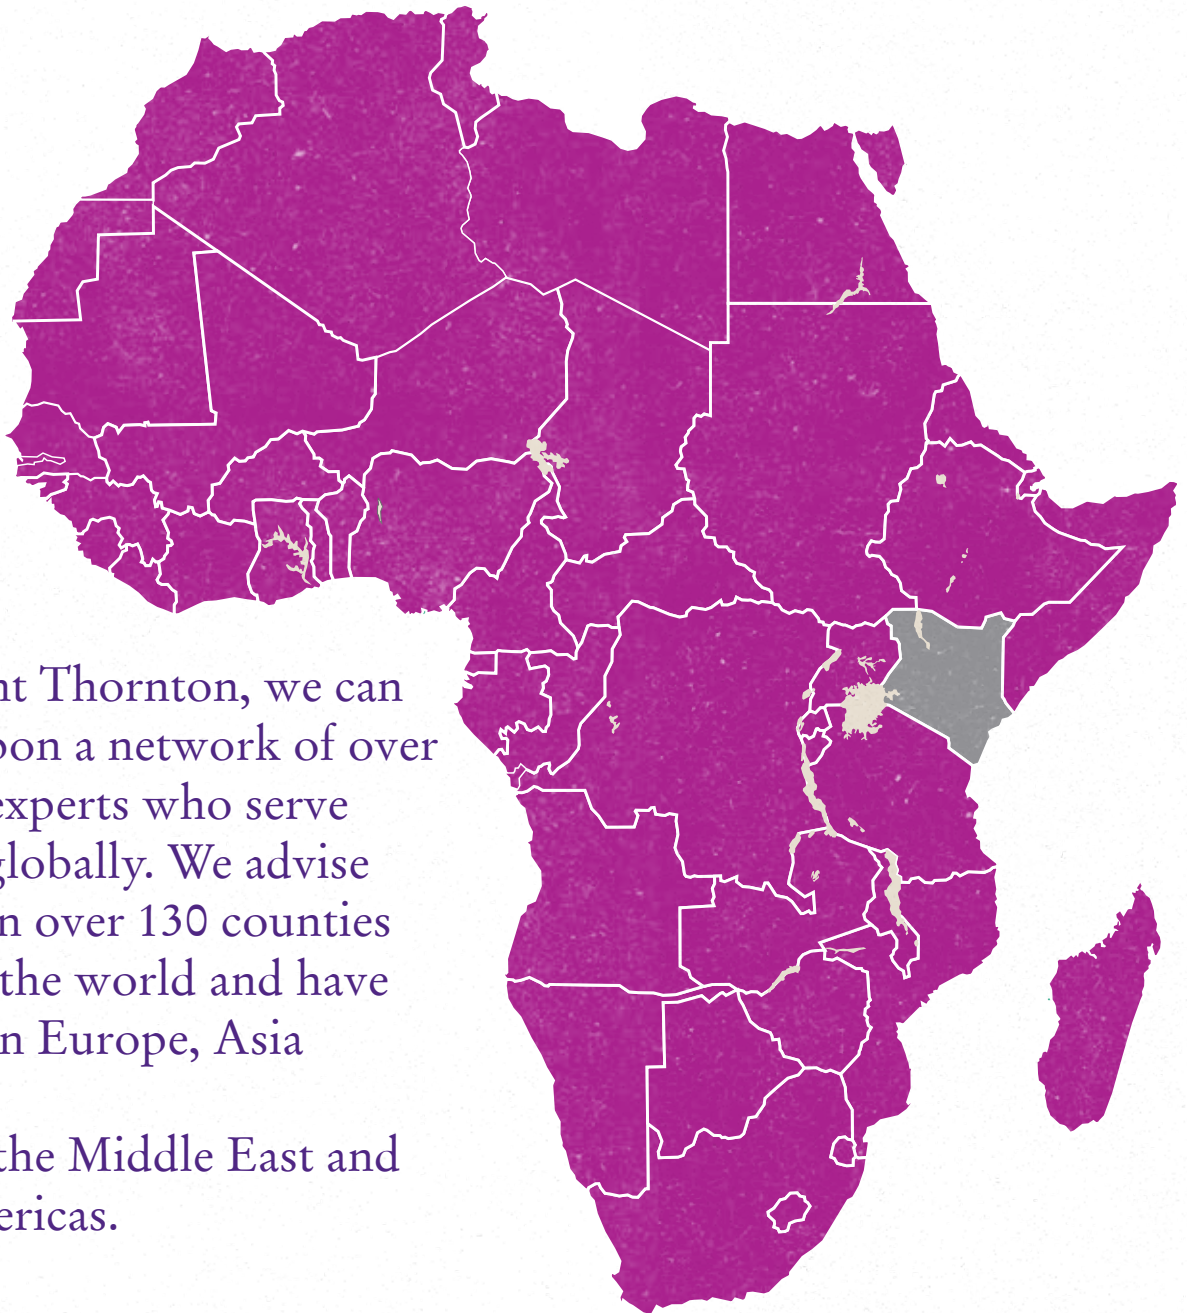 nt Thornton, we can
pon a network of over
experts who serve
globally. We advise
n over 130 counties
the world and have
n Europe, Asia
the Middle East and
ericas.